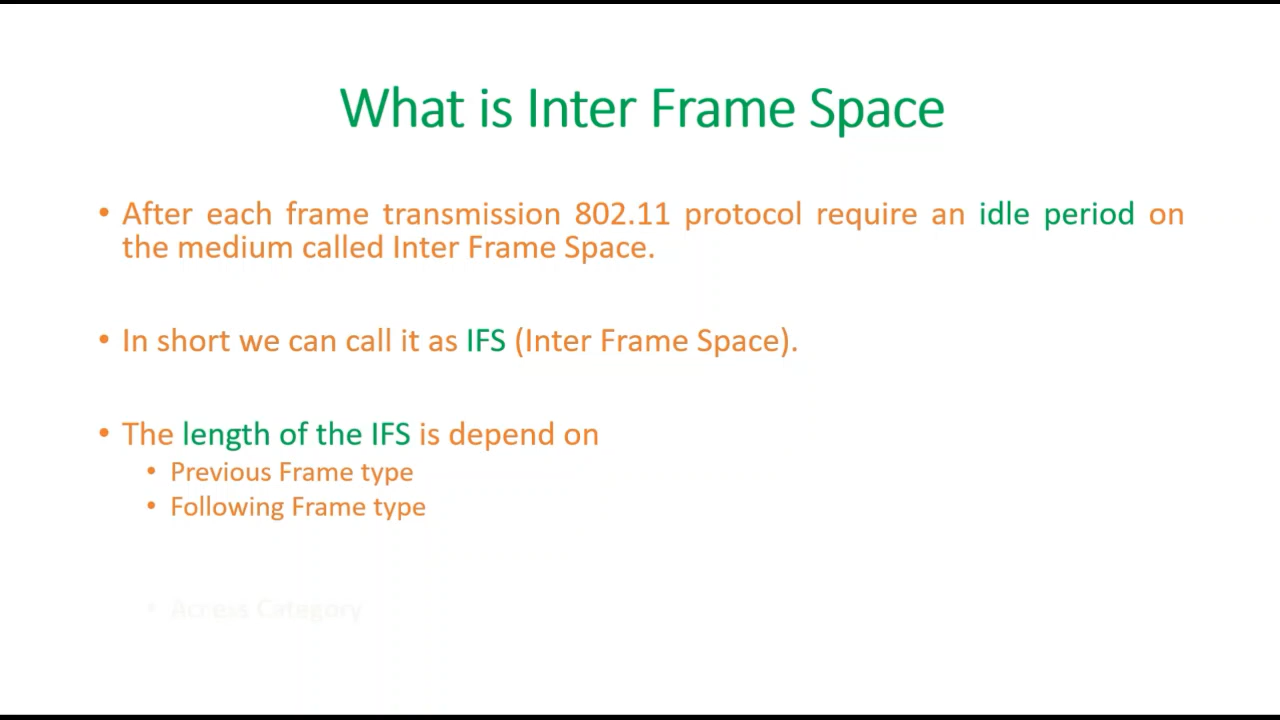 What is Inter Frame Space
• After each frame transmission 802.11 protocol require an idle period on
the medium called Inter Frame Space.
• In short we can call it as IFS (Inter Frame Space).
• The length of the IFS is depend on
• Previous Frame type
• Following Frame type
• Access Category